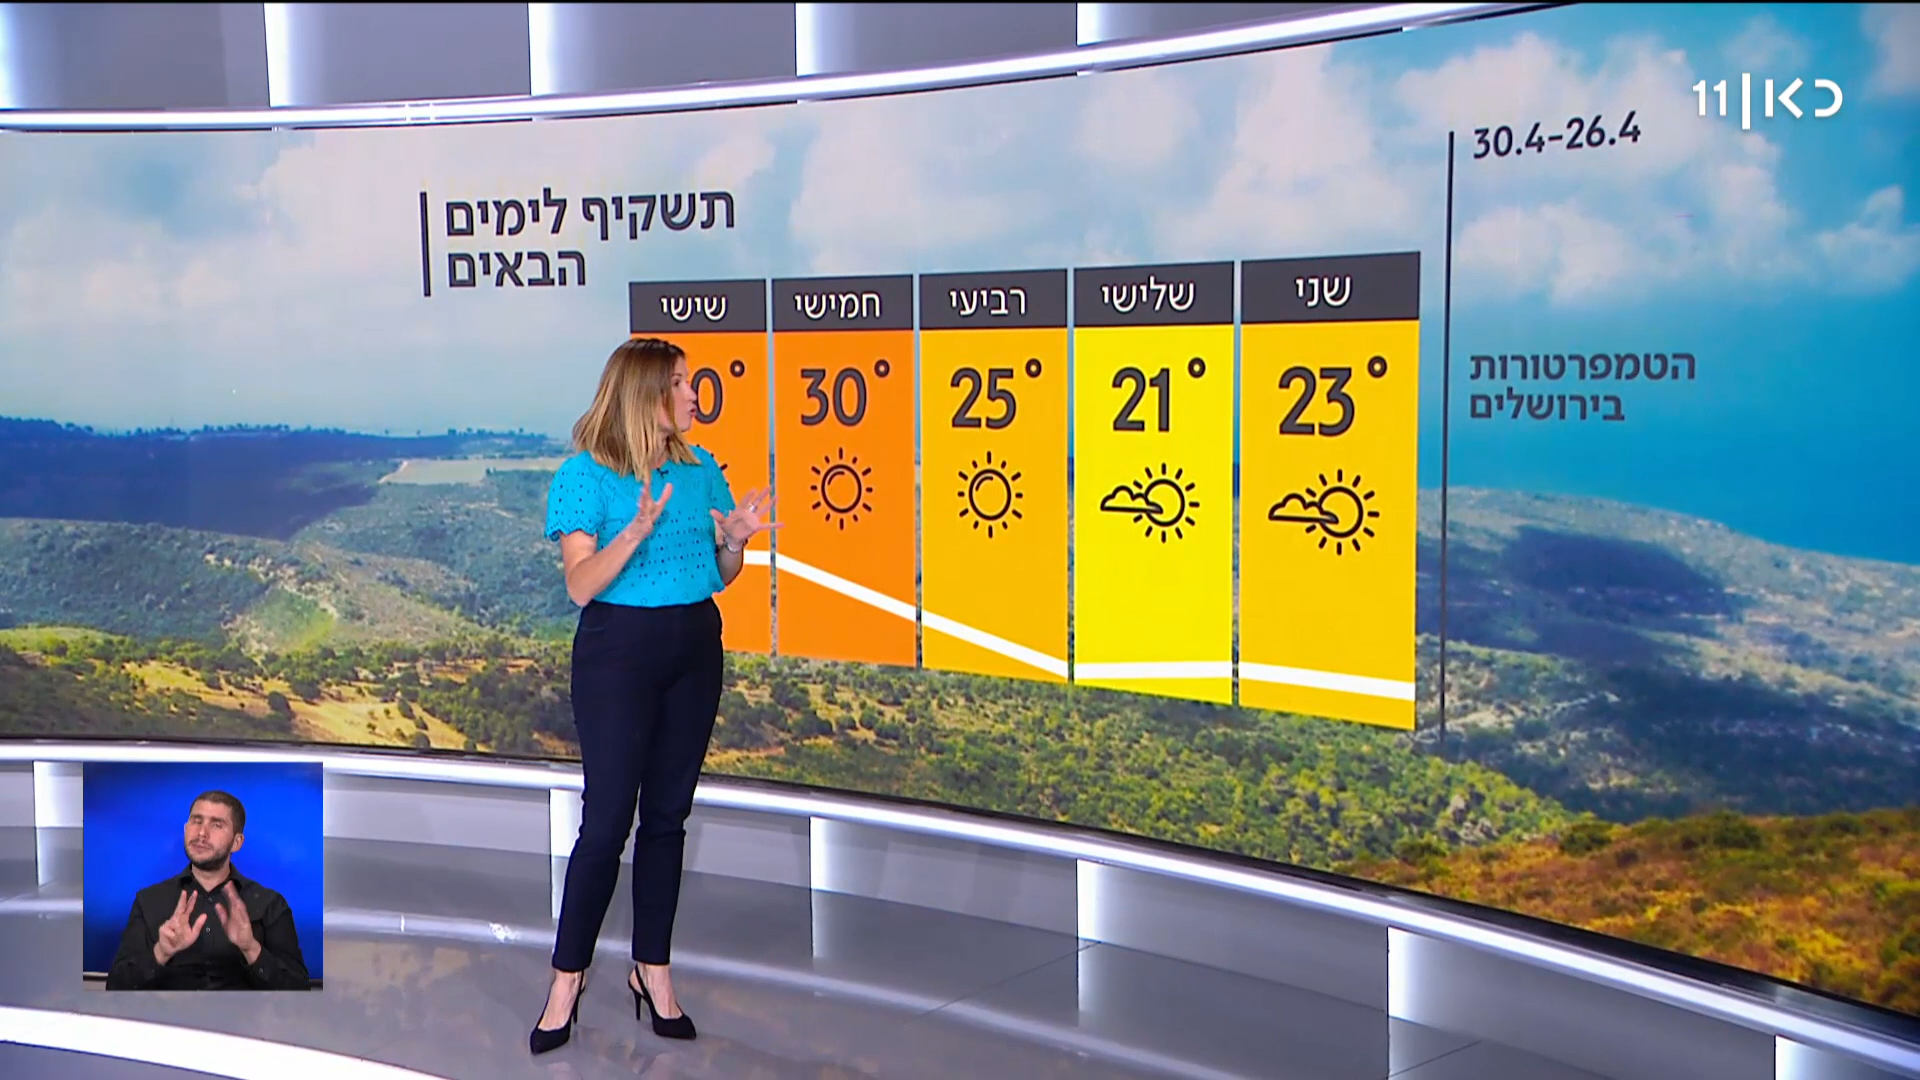 כאן 11
30.4-26.4
תשקיף לימים
הבאים
שני
שלישי
רביעי
חמישי
שישי
23°
21°
25°
30°
0°
הטמפרטורות
בירושלים